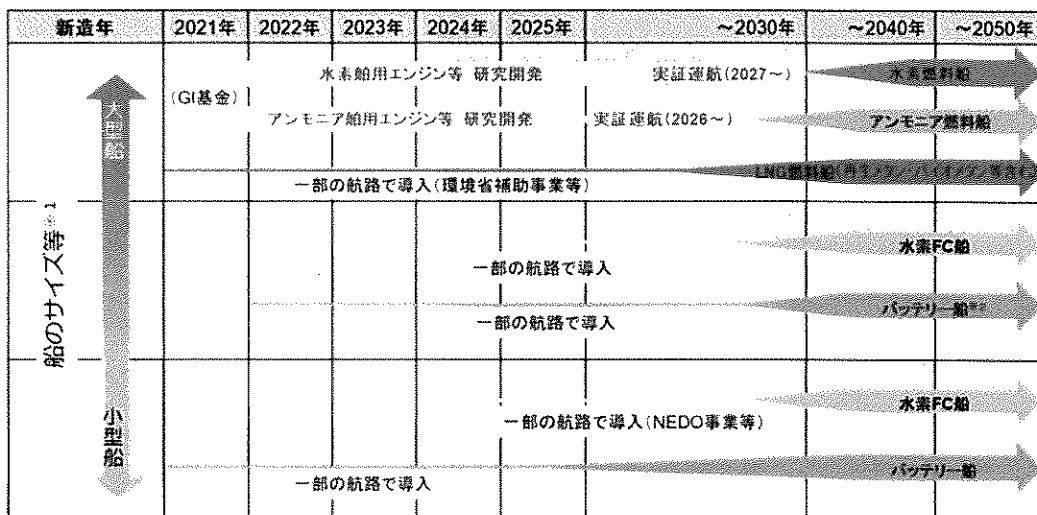 新造年 2021年 2022年 2023年 2024年 2025年 ～2030年 ～2040年 ～2050年
船のサイズ等※1
大型船
小型船
水素舶用エンジン等 研究開発 実証運航(2027～) 水素燃料船
(GI基金)
アンモニア舶用エンジン等 研究開発 実証運航(2026～) アンモニア燃料船
LNG燃料船
一部の航路で導入(環境省補助事業等)
水素FC船
一部の航路で導入
バッテリー船※2
一部の航路で導入
水素FC船
一部の航路で導入(NEDO事業等)
バッテリー船
一部の航路で導入